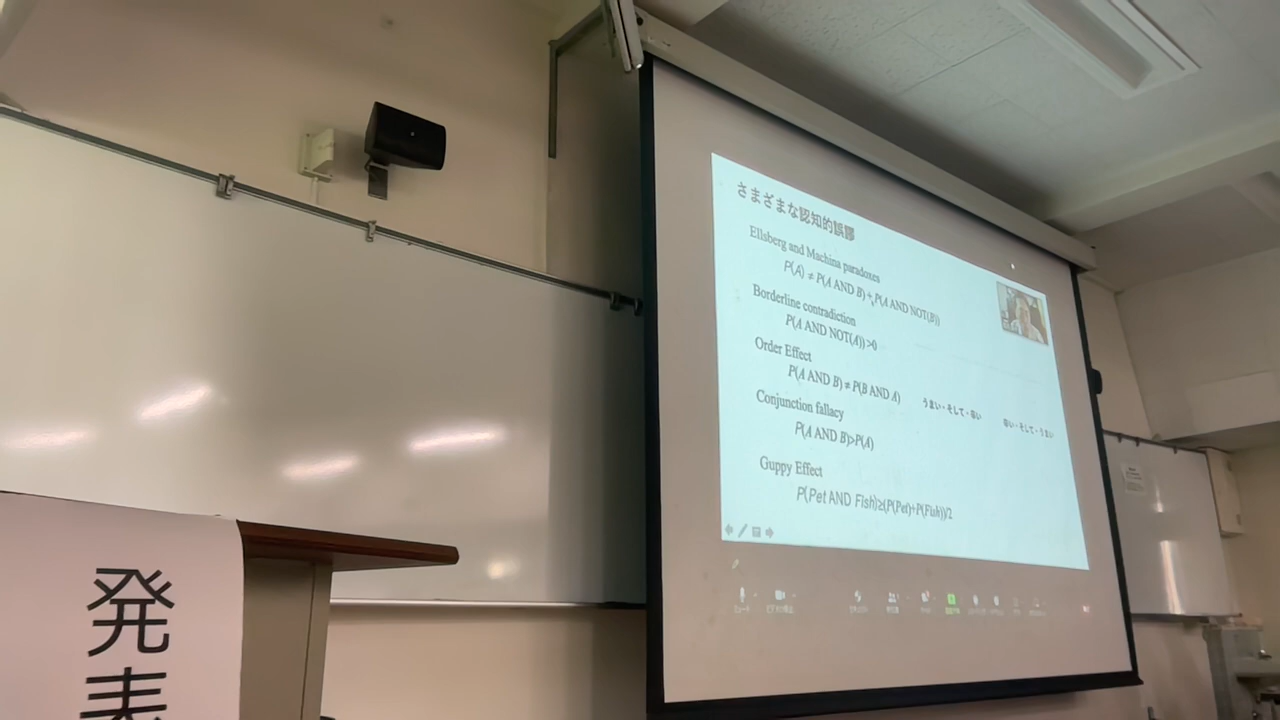 さまざまな認知的誤謬
Ellsberg and Machina paradoxes
P(A) ≠ P(A AND B)+P(A AND NOT(B))
Borderline contradiction
P(A AND NOT(A))>0
Order Effect
P(A AND B) ≠ P(B AND A)
うまい・そして・吸い
吸い・そして・うまい
Conjunction fallacy
P(A AND B)>P(A)
Guppy Effect
P(Pet AND Fish)≥(P(Pet)+P(Fish))/2
発表